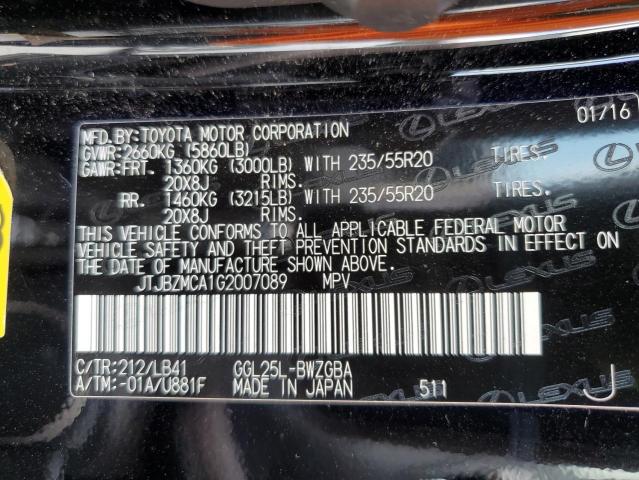 01/16
MFD. BY: TOYOTA MOTOR CORPORATION
GVWR: 2660KG (5860LB)
GAWR: FRT. 1360KG (3000LB) WITH 235/55R20 TIRES.
20X8J RIMS.
RR. 1460KG (3215LB) WITH 235/55R20 TIRES.
20X8J RIMS.
THIS VEHICLE CONFORMS TO ALL APPLICABLE FEDERAL MOTOR
VEHICLE SAFETY AND THEFT PREVENTION STANDARDS IN EFFECT ON
THE DATE OF MANUFACTURE SHOWN ABOVE.
JTJBZMCA1G2007089 MPV
C/TR: 212/LB41 GGL25L-BWZGBA
A/TM: -01A/U881F MADE IN JAPAN 511 J
LEXUS